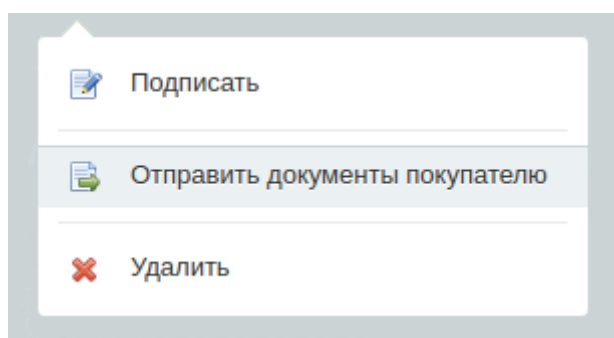 Подписать
Отправить документы покупателю
Удалить